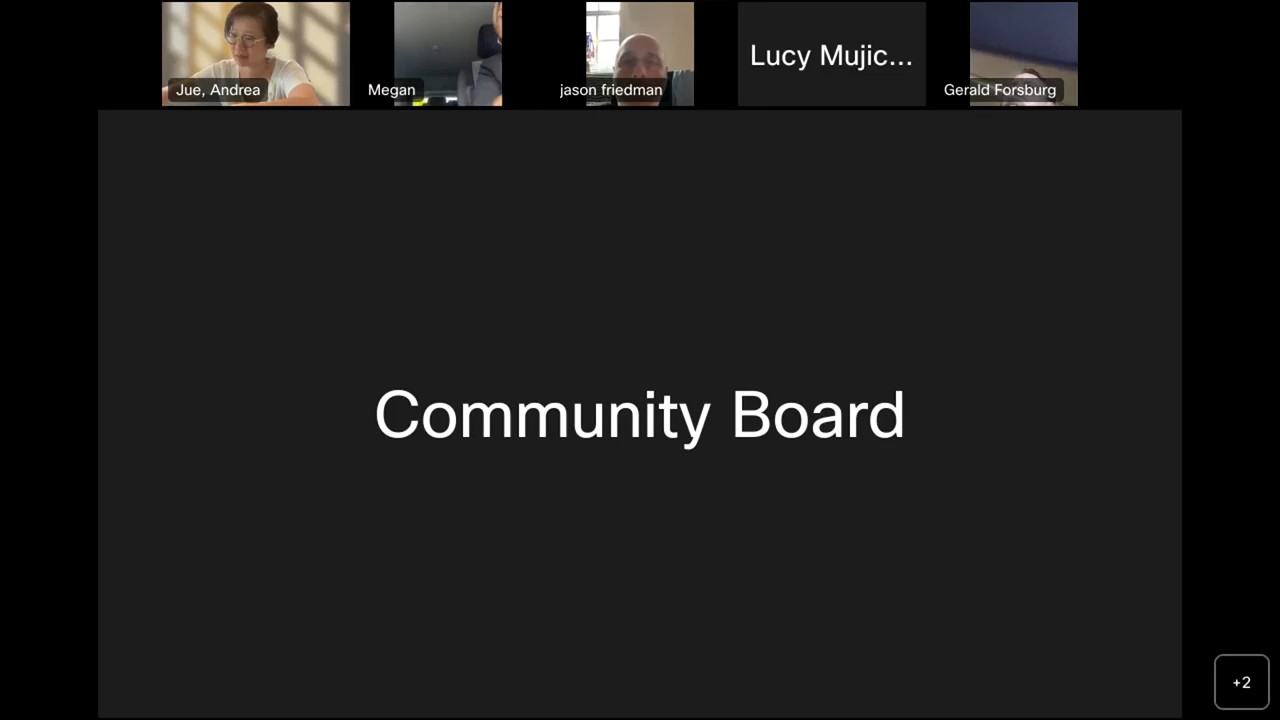 Jue, Andrea
Megan
jason friedman
Lucy Mujic...
Gerald Forsburg
Community Board
+2